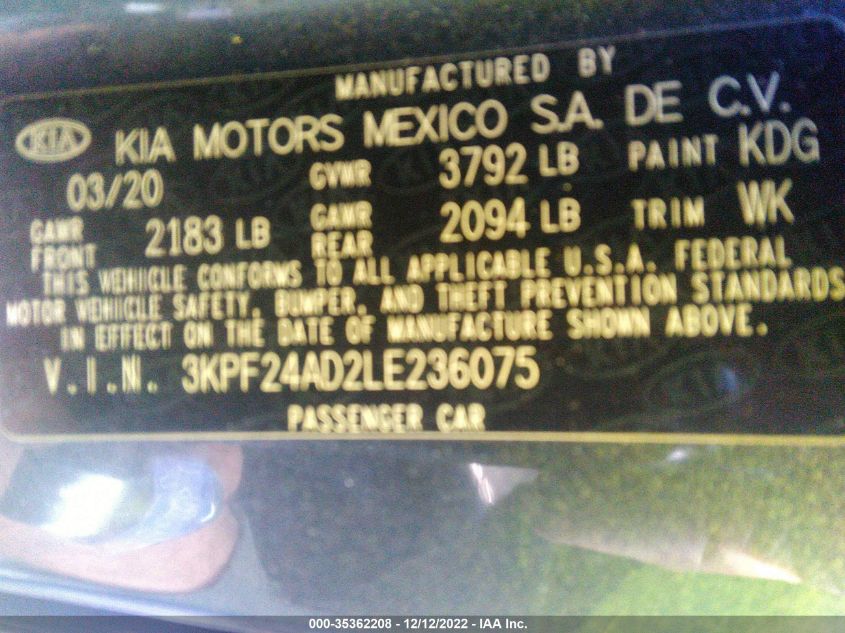 MANUFACTURED BY
KIA KIA MOTORS MEXICO S.A. DE C.V.
03/20 GVWR 3792 LB PAINT KDG
GAWR FRONT 2183 LB GAWR REAR 2094 LB TRIM WK
THIS VEHICLE CONFORMS TO ALL APPLICABLE U.S.A. FEDERAL
MOTOR VEHICLE SAFETY, BUMPER, AND THEFT PREVENTION STANDARDS
IN EFFECT ON THE DATE OF MANUFACTURE SHOWN ABOVE.
V.I.N. 3KPF24AD2LE236075
PASSENGER CAR
000-35362208 - 12/12/2022 - IAA Inc.